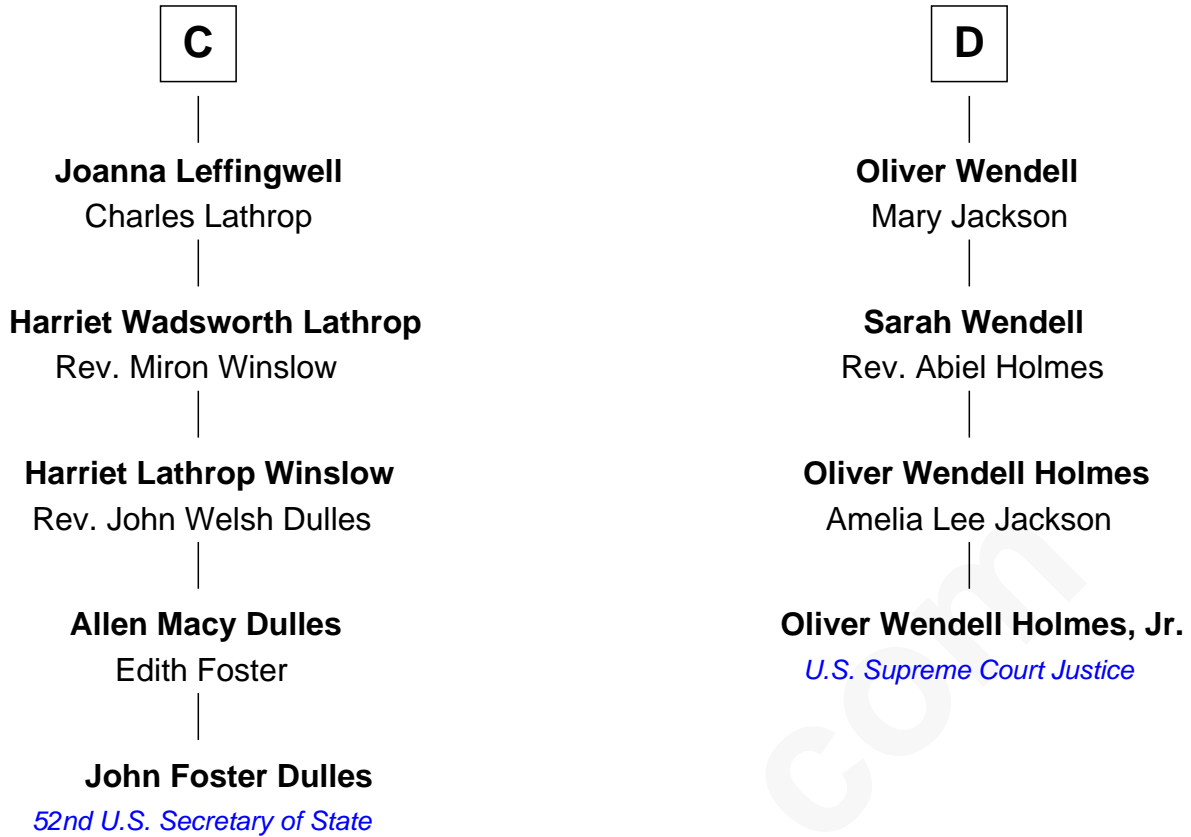 C
Joanna Leffingwell
Charles Lathrop
Harriet Wadsworth Lathrop
Rev. Miron Winslow
Harriet Lathrop Winslow
Rev. John Welsh Dulles
Allen Macy Dulles
Edith Foster
John Foster Dulles
52nd U.S. Secretary of State
D
Oliver Wendell
Mary Jackson
Sarah Wendell
Rev. Abiel Holmes
Oliver Wendell Holmes
Amelia Lee Jackson
Oliver Wendell Holmes, Jr.
U.S. Supreme Court Justice
com